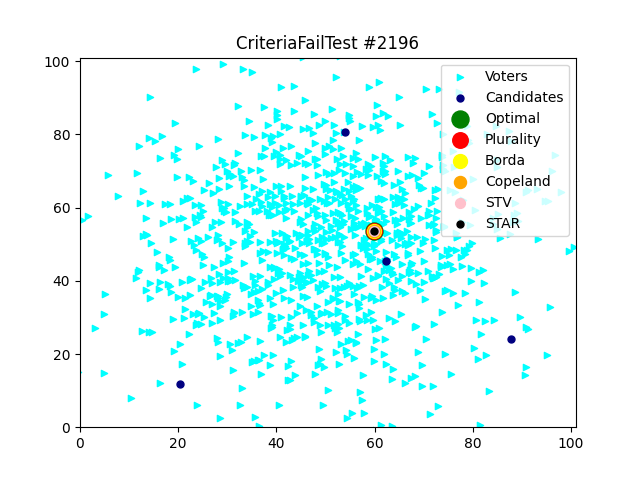 CriteriaFailTest #2196
100
80
60
40
20
0
0
20
40
60
80
100
Voters
Candidates
Optimal
Plurality
Borda
Copeland
STV
STAR